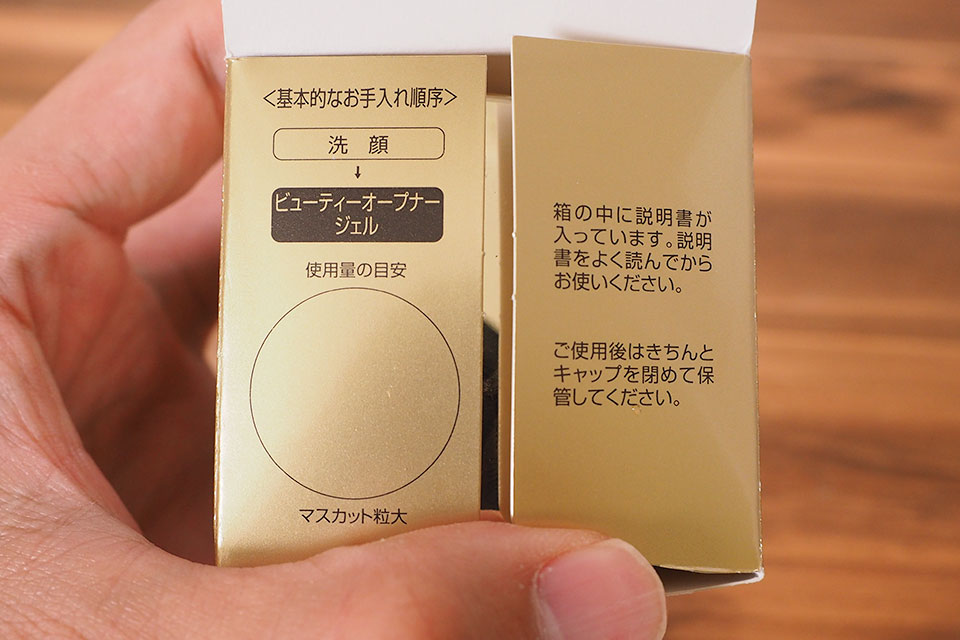 <基本的なお手入れ順序>
洗　顔
↓
ビューティーオープナー
ジェル
使用量の目安
マスカット粒大
箱の中に説明書が
入っています。説明
書をよく読んでから
お使いください。
ご使用後はきちんと
キャップを閉めて保
管してください。